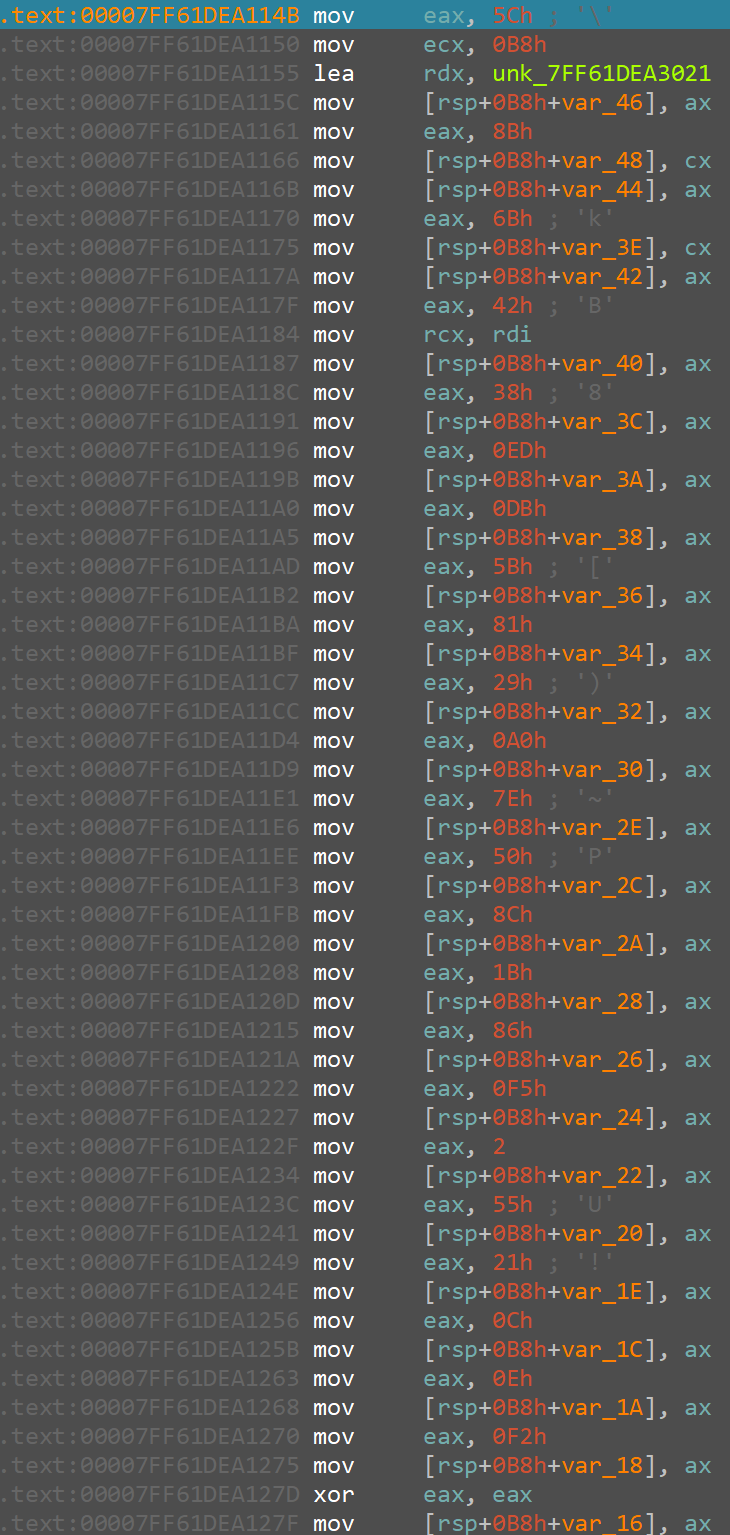 .text:00007FF61DEA114B mov eax, 5Ch ; '\'
.text:00007FF61DEA1150 mov ecx, 0B8h
.text:00007FF61DEA1155 lea rdx, unk_7FF61DEA3021
.text:00007FF61DEA115C mov [rsp+0B8h+var_46], ax
.text:00007FF61DEA1161 mov eax, 8Bh
.text:00007FF61DEA1166 mov [rsp+0B8h+var_48], cx
.text:00007FF61DEA116B mov [rsp+0B8h+var_44], ax
.text:00007FF61DEA1170 mov eax, 6Bh ; 'k'
.text:00007FF61DEA1175 mov [rsp+0B8h+var_3E], cx
.text:00007FF61DEA117A mov [rsp+0B8h+var_42], ax
.text:00007FF61DEA117F mov eax, 42h ; 'B'
.text:00007FF61DEA1184 mov rcx, rdi
.text:00007FF61DEA1187 mov [rsp+0B8h+var_40], ax
.text:00007FF61DEA118C mov eax, 38h ; '8'
.text:00007FF61DEA1191 mov [rsp+0B8h+var_3C], ax
.text:00007FF61DEA1196 mov eax, 0EDh
.text:00007FF61DEA119B mov [rsp+0B8h+var_3A], ax
.text:00007FF61DEA11A0 mov eax, 0DBh
.text:00007FF61DEA11A5 mov [rsp+0B8h+var_38], ax
.text:00007FF61DEA11AD mov eax, 5Bh ; '['
.text:00007FF61DEA11B2 mov [rsp+0B8h+var_36], ax
.text:00007FF61DEA11BA mov eax, 81h
.text:00007FF61DEA11BF mov [rsp+0B8h+var_34], ax
.text:00007FF61DEA11C7 mov eax, 29h ; ')'
.text:00007FF61DEA11CC mov [rsp+0B8h+var_32], ax
.text:00007FF61DEA11D4 mov eax, 0A0h
.text:00007FF61DEA11D9 mov [rsp+0B8h+var_30], ax
.text:00007FF61DEA11E1 mov eax, 7Eh ; '~'
.text:00007FF61DEA11E6 mov [rsp+0B8h+var_2E], ax
.text:00007FF61DEA11EE mov eax, 50h ; 'P'
.text:00007FF61DEA11F3 mov [rsp+0B8h+var_2C], ax
.text:00007FF61DEA11FB mov eax, 8Ch
.text:00007FF61DEA1200 mov [rsp+0B8h+var_2A], ax
.text:00007FF61DEA1208 mov eax, 1Bh
.text:00007FF61DEA120D mov [rsp+0B8h+var_28], ax
.text:00007FF61DEA1215 mov eax, 86h
.text:00007FF61DEA121A mov [rsp+0B8h+var_26], ax
.text:00007FF61DEA1222 mov eax, 0F5h
.text:00007FF61DEA1227 mov [rsp+0B8h+var_24], ax
.text:00007FF61DEA122F mov eax, 2
.text:00007FF61DEA1234 mov [rsp+0B8h+var_22], ax
.text:00007FF61DEA123C mov eax, 55h ; 'U'
.text:00007FF61DEA1241 mov [rsp+0B8h+var_20], ax
.text:00007FF61DEA1249 mov eax, 21h ; '!'
.text:00007FF61DEA124E mov [rsp+0B8h+var_1E], ax
.text:00007FF61DEA1256 mov eax, 0Ch
.text:00007FF61DEA125B mov [rsp+0B8h+var_1C], ax
.text:00007FF61DEA1263 mov eax, 0Eh
.text:00007FF61DEA1268 mov [rsp+0B8h+var_1A], ax
.text:00007FF61DEA1270 mov eax, 0F2h
.text:00007FF61DEA1275 mov [rsp+0B8h+var_18], ax
.text:00007FF61DEA127D xor eax, eax
.text:00007FF61DEA127F mov [rsp+0B8h+var_16], ax